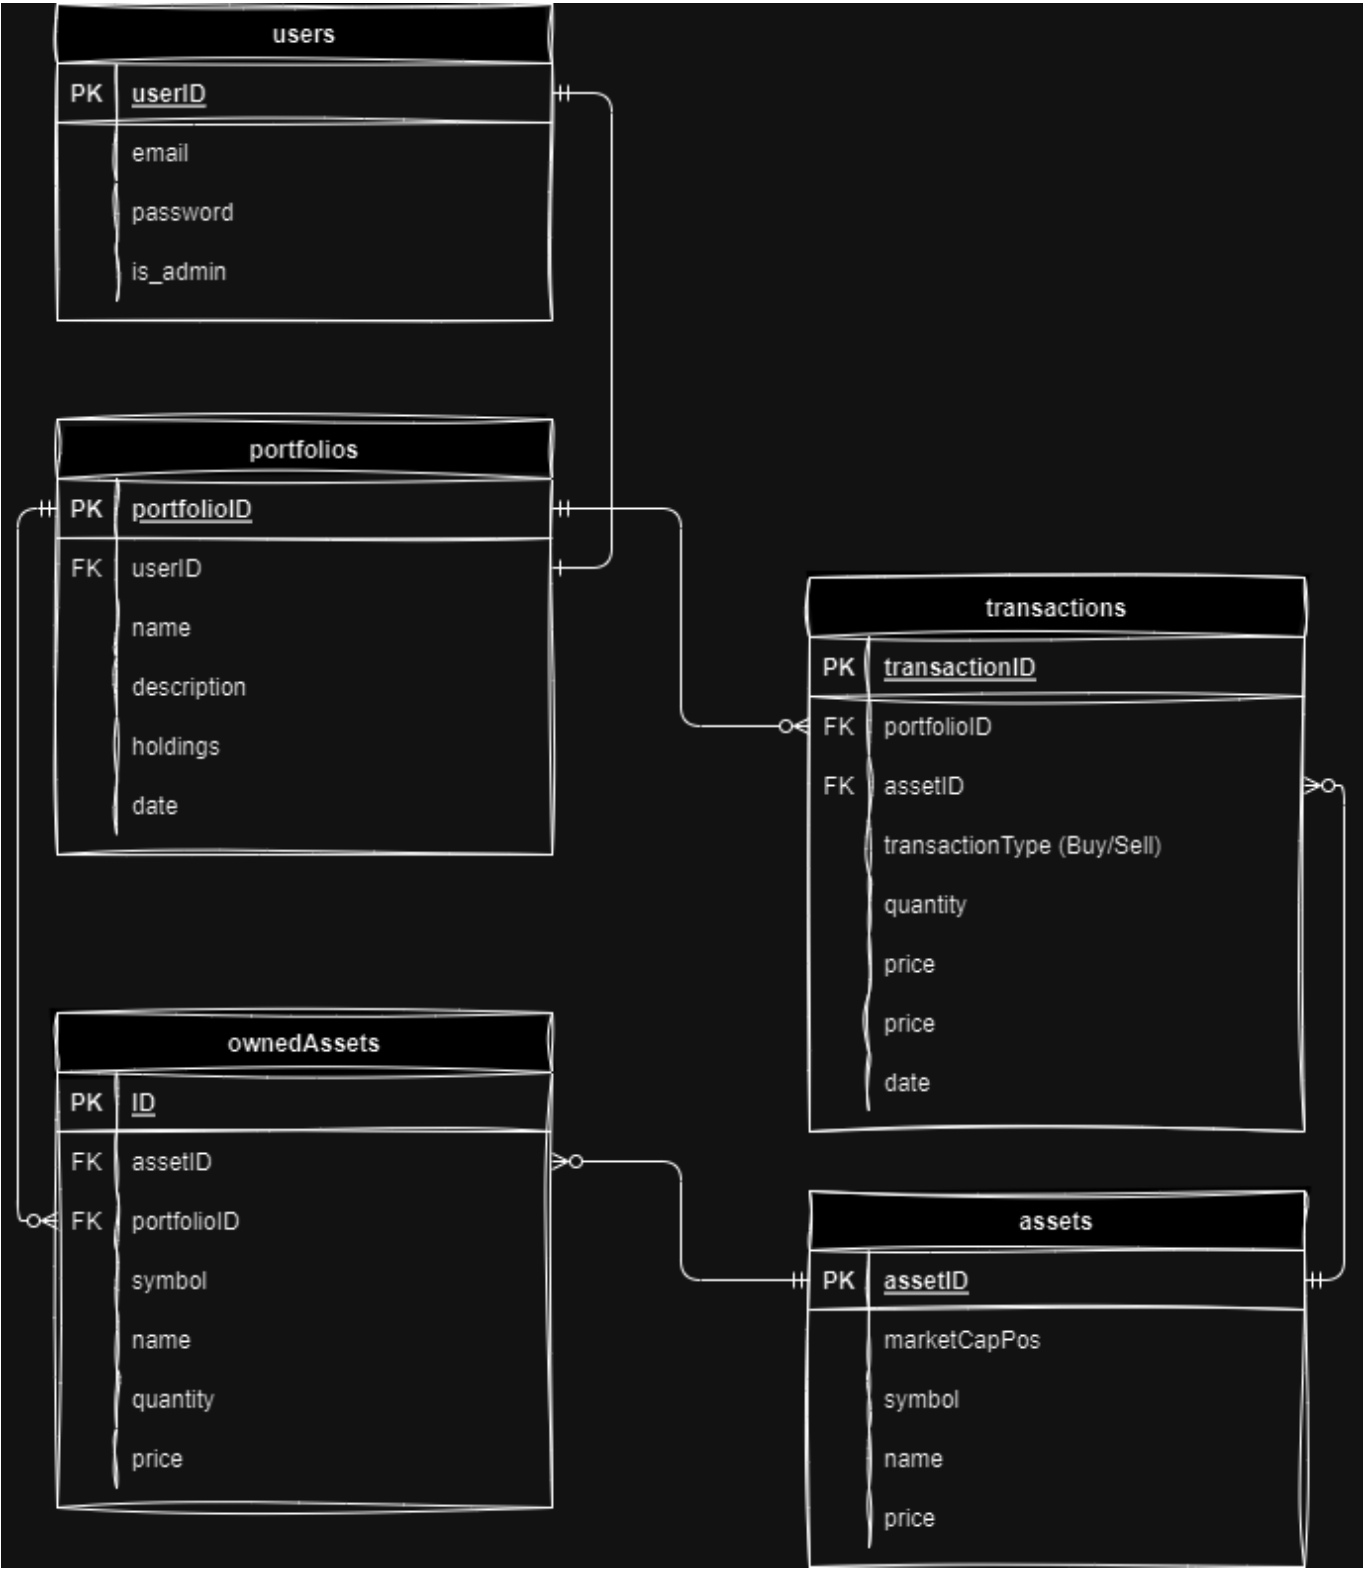 users
PK userID
email
password
is_admin
portfolios
PK portfolioID
FK userID
name
description
holdings
date
transactions
PK transactionID
FK portfolioID
FK assetID
transactionType (Buy/Sell)
quantity
price
price
date
ownedAssets
PK ID
FK assetID
FK portfolioID
symbol
name
quantity
price
assets
PK assetID
marketCapPos
symbol
name
price